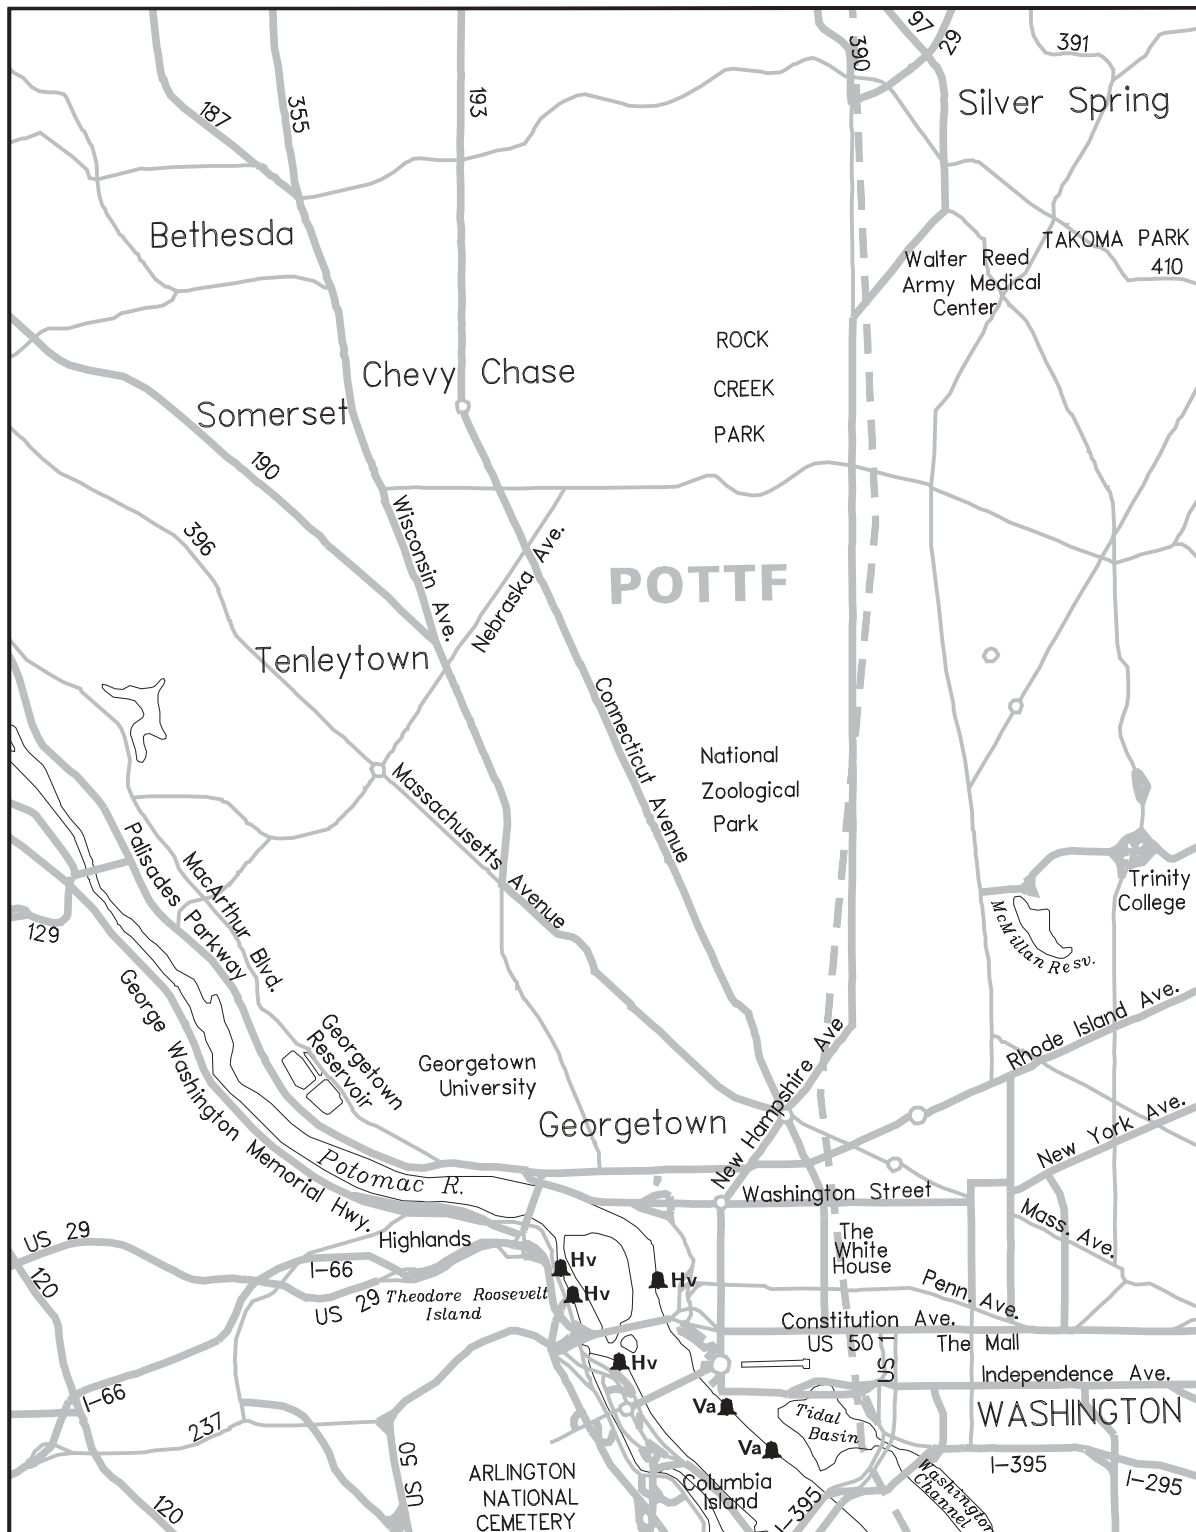 97
29
390
391
Silver Spring
187
355
193
Bethesda
TAKOMA PARK
410
Walter Reed
Army Medical
Center
ROCK
CREEK
PARK
Chevy Chase
Somerset
190
396
Wisconsin Ave.
Nebraska Ave.
POTTF
Tenleytown
Connecticut Avenue
National
Zoological
Park
Massachusetts Avenue
Palisades Parkway
MacArthur Blvd.
Trinity
College
McMillan Resv.
129
George Washington Memorial Hwy.
Georgetown
Reservoir
Georgetown
University
Georgetown
New Hampshire Ave
Rhode Island Ave.
New York Ave.
Potomac R.
Washington Street
Mass. Ave.
US 29
Highlands
The
White
House
120
I-66
US 29
Theodore Roosevelt
Island
Hv
Hv
Hv
Penn. Ave.
Constitution Ave.
US 50 1
The Mall
US 1
Hv
Independence Ave.
I-66
237
Va
Tidal
Basin
WASHINGTON
Va
US 50
I-395
I-295
ARLINGTON
NATIONAL
CEMETERY
Columbia
Island
I-395
Washington
Channel
120